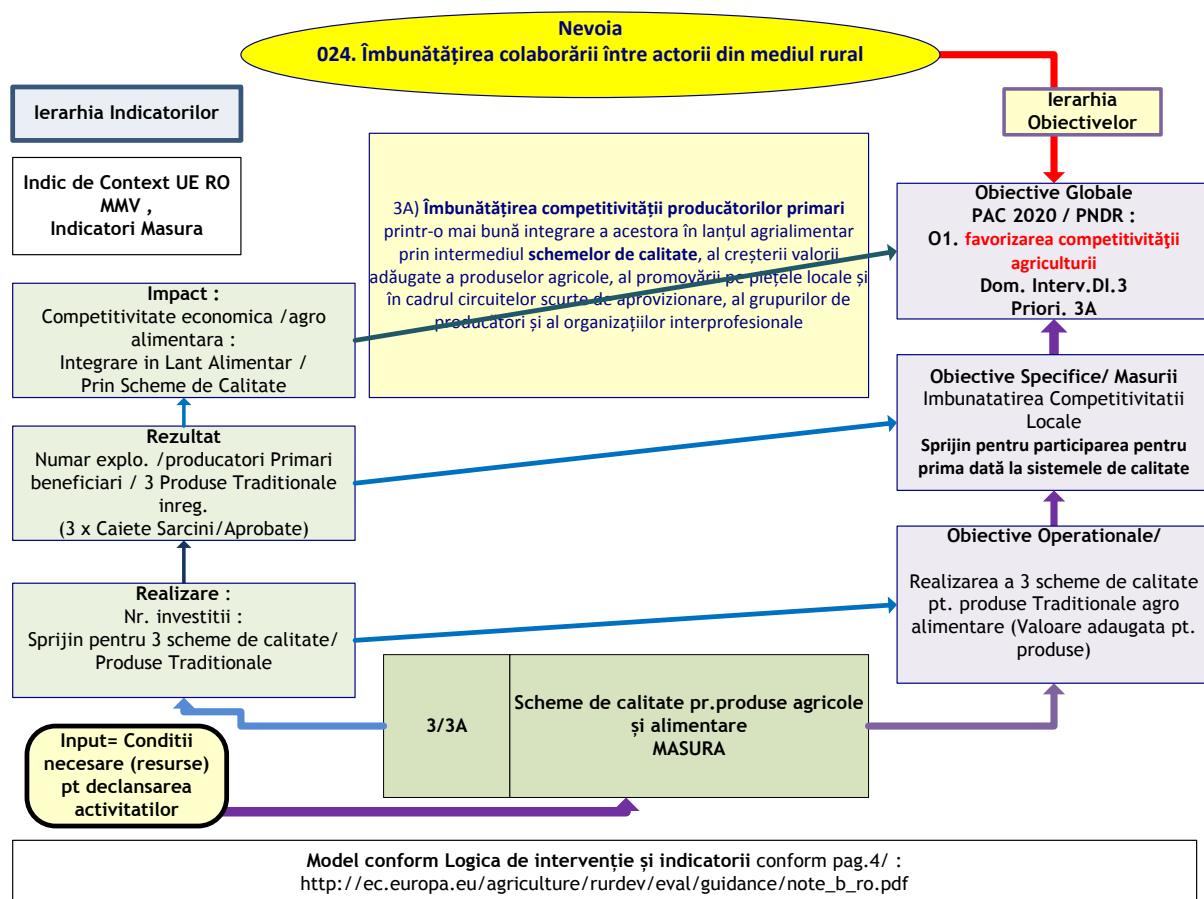 Nevoia
024. Îmbunătățirea colaborării între actorii din mediul rural
Ierarhia Indicatorilor
Ierarhia
Obiectivelor
Indic de Context UE RO
MMV ,
Indicatori Masura
3A) Îmbunătățirea competitivității producătorilor primari
printr-o mai bună integrare a acestora în lanțul agrialimentar
prin intermediul schemelor de calitate, al creșterii valorii
adăugate a produselor agricole, al promovării pe piețele locale și
în cadrul circuitelor scurte de aprovizionare, al grupurilor de
producători și al organizațiilor interprofesionale
Obiective Globale
PAC 2020 / PNDR :
O1. favorizarea competitivităţii
agriculturii
Dom. Interv.DI.3
Priori. 3A
Impact :
Competitivitate economica /agro
alimentara :
Integrare in Lant Alimentar /
Prin Scheme de Calitate
Obiective Specifice/ Masurii
Imbunatatirea Competitivitatii
Locale
Sprijin pentru participarea pentru
prima dată la sistemele de calitate
Rezultat
Numar explo. /producatori Primari
beneficiari / 3 Produse Traditionale
inreg.
(3 x Caiete Sarcini/Aprobate)
Obiective Operationale/
Realizarea a 3 scheme de calitate
pt. produse Traditionale agro
alimentare (Valoare adaugata pt.
produse)
Realizare :
Nr. investitii :
Sprijin pentru 3 scheme de calitate/
Produse Traditionale
3/3A
Scheme de calitate pr.produse agricole
și alimentare
MASURA
Input= Conditii
necesare (resurse)
pt declansarea
activitatilor
Model conform Logica de intervenție și indicatorii conform pag.4/ :
http://ec.europa.eu/agriculture/rurdev/eval/guidance/note_b_ro.pdf